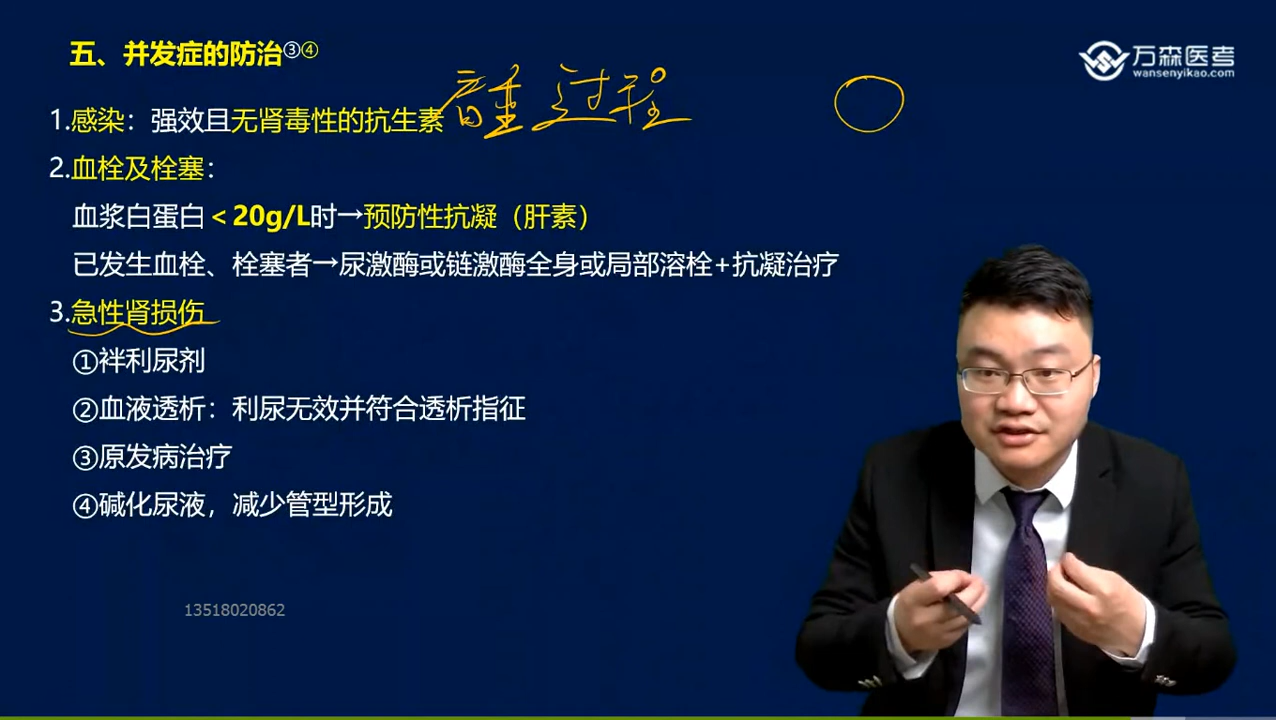 五、并发症的防治③④
万森医考
wansenyikao.com
重过程
1.感染：强效且无肾毒性的抗生素
2.血栓及栓塞：
血浆白蛋白＜20g/L时→预防性抗凝（肝素）
已发生血栓、栓塞者→尿激酶或链激酶全身或局部溶栓+抗凝治疗
3.急性肾损伤
①袢利尿剂
②血液透析：利尿无效并符合透析指征
③原发病治疗
④碱化尿液，减少管型形成
13518020862